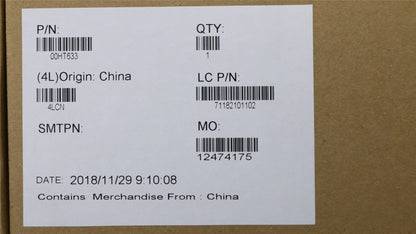 P/N: QTY:
00HT633 1
(4L)Origin: China LC P/N:
4LCN 71182101102
SMTPN: MO:
12474175
DATE: 2018/11/29 9:10:08
Contains Merchandise From : China